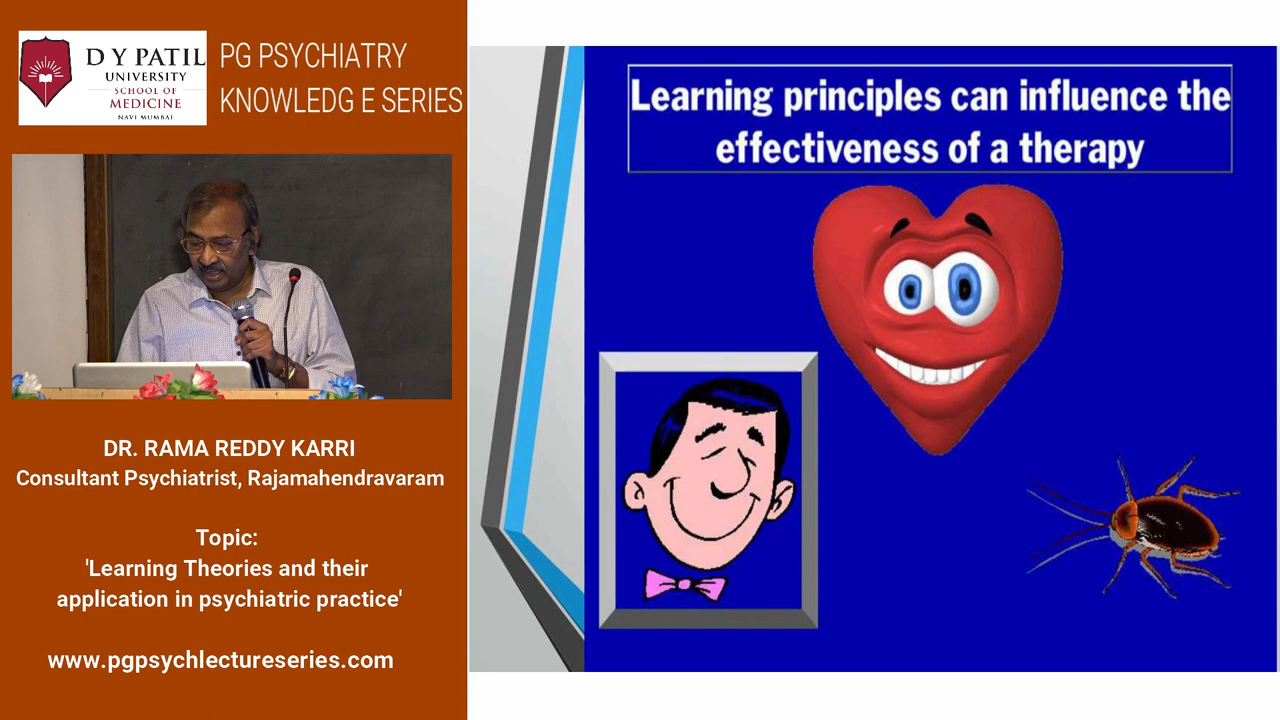 D Y PATIL
UNIVERSITY
SCHOOL OF
MEDICINE
NAVI MUMBAI
PG PSYCHIATRY
KNOWLEDG E SERIES
DR. RAMA REDDY KARRI
Consultant Psychiatrist, Rajamahendravaram
Topic:
'Learning Theories and their
application in psychiatric practice'
www.pgpsychlectureseries.com
Learning principles can influence the
effectiveness of a therapy